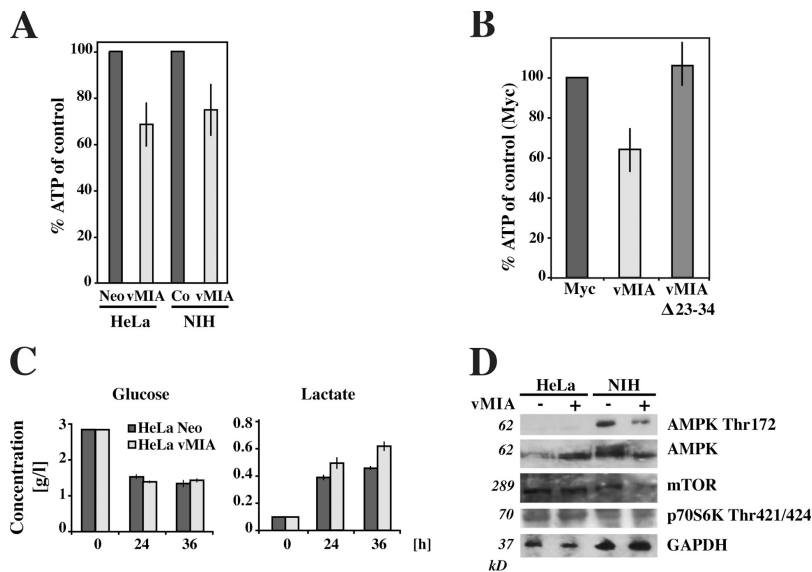 A
% ATP of control
100
80
60
40
20
0
Neo vMIA Co vMIA
HeLa NIH
B
% ATP of control (Myc)
100
80
60
40
20
0
Myc vMIA vMIA
Δ23-34
C
Glucose
Concentration
[g/l]
3
2
1
0
HeLa Neo
HeLa vMIA
0 24 36
Lactate
0.8
0.6
0.4
0.2
0
0 24 36 [h]
D
HeLa NIH
vMIA - + - +
62 AMPK Thr172
62 AMPK
289 mTOR
70 p70S6K Thr421/424
37 GAPDH
kD